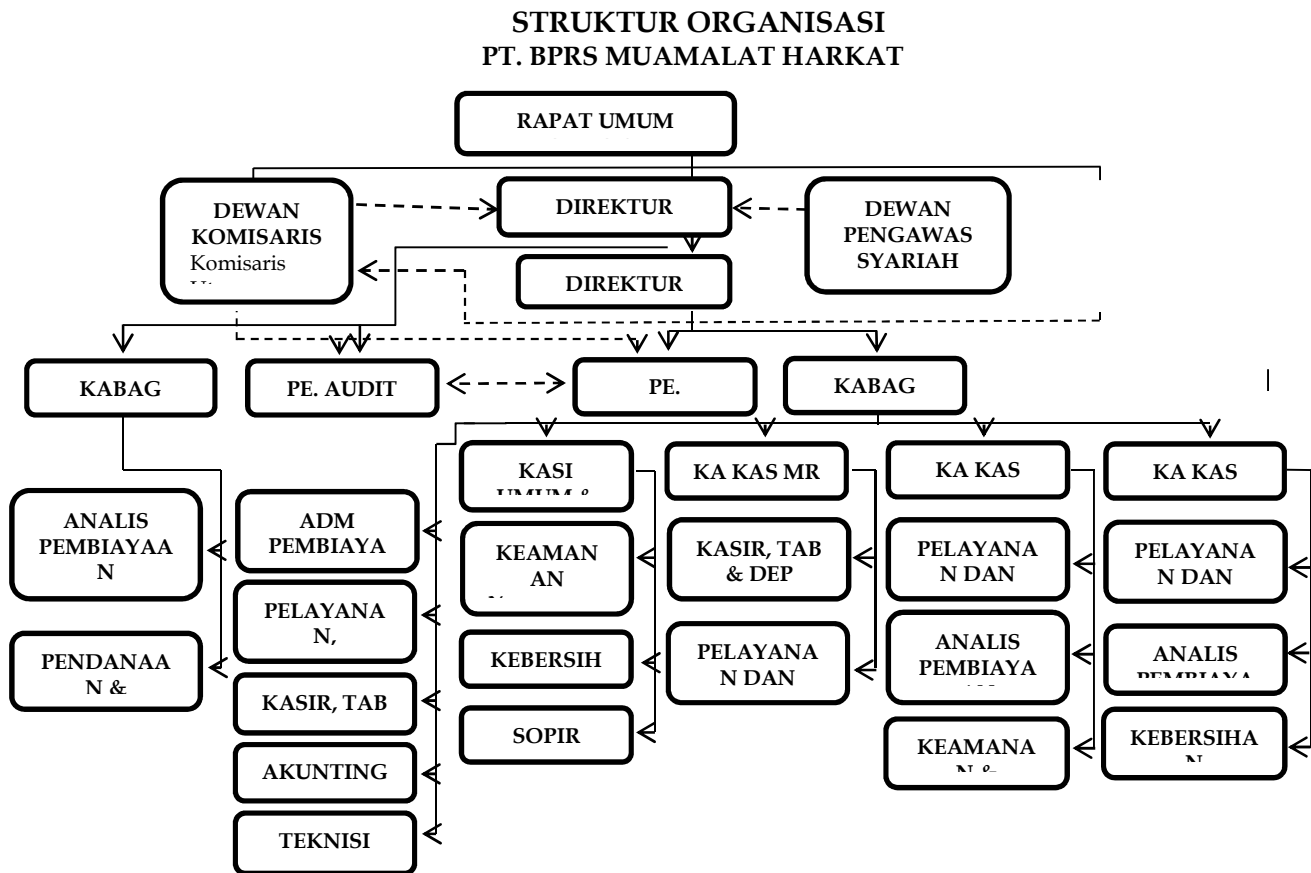 STRUKTUR ORGANISASI
PT. BPRS MUAMALAT HARKAT
RAPAT UMUM
DEWAN
KOMISARIS
Komisaris
DIREKTUR
DEWAN
PENGAWAS
SYARIAH
DIREKTUR
KABAG
PE. AUDIT
PE.
KABAG
KASI
UMUM &
KA KAS MR
KA KAS
KA KAS
ANALIS
PEMBIAYAA
N
ADM
PEMBIAYA
KEAMAN
AN
KASIR, TAB
& DEP
PELAYANA
N DAN
PELAYANA
N DAN
PELAYANA
N,
PENDANAA
N &
KEBERSIH
PELAYANA
N DAN
ANALIS
PEMBIAYA
ANALIS
PEMBIAYA
KASIR, TAB
SOPIR
KEAMANA
N &
KEBERSIHA
N
AKUNTING
TEKNISI